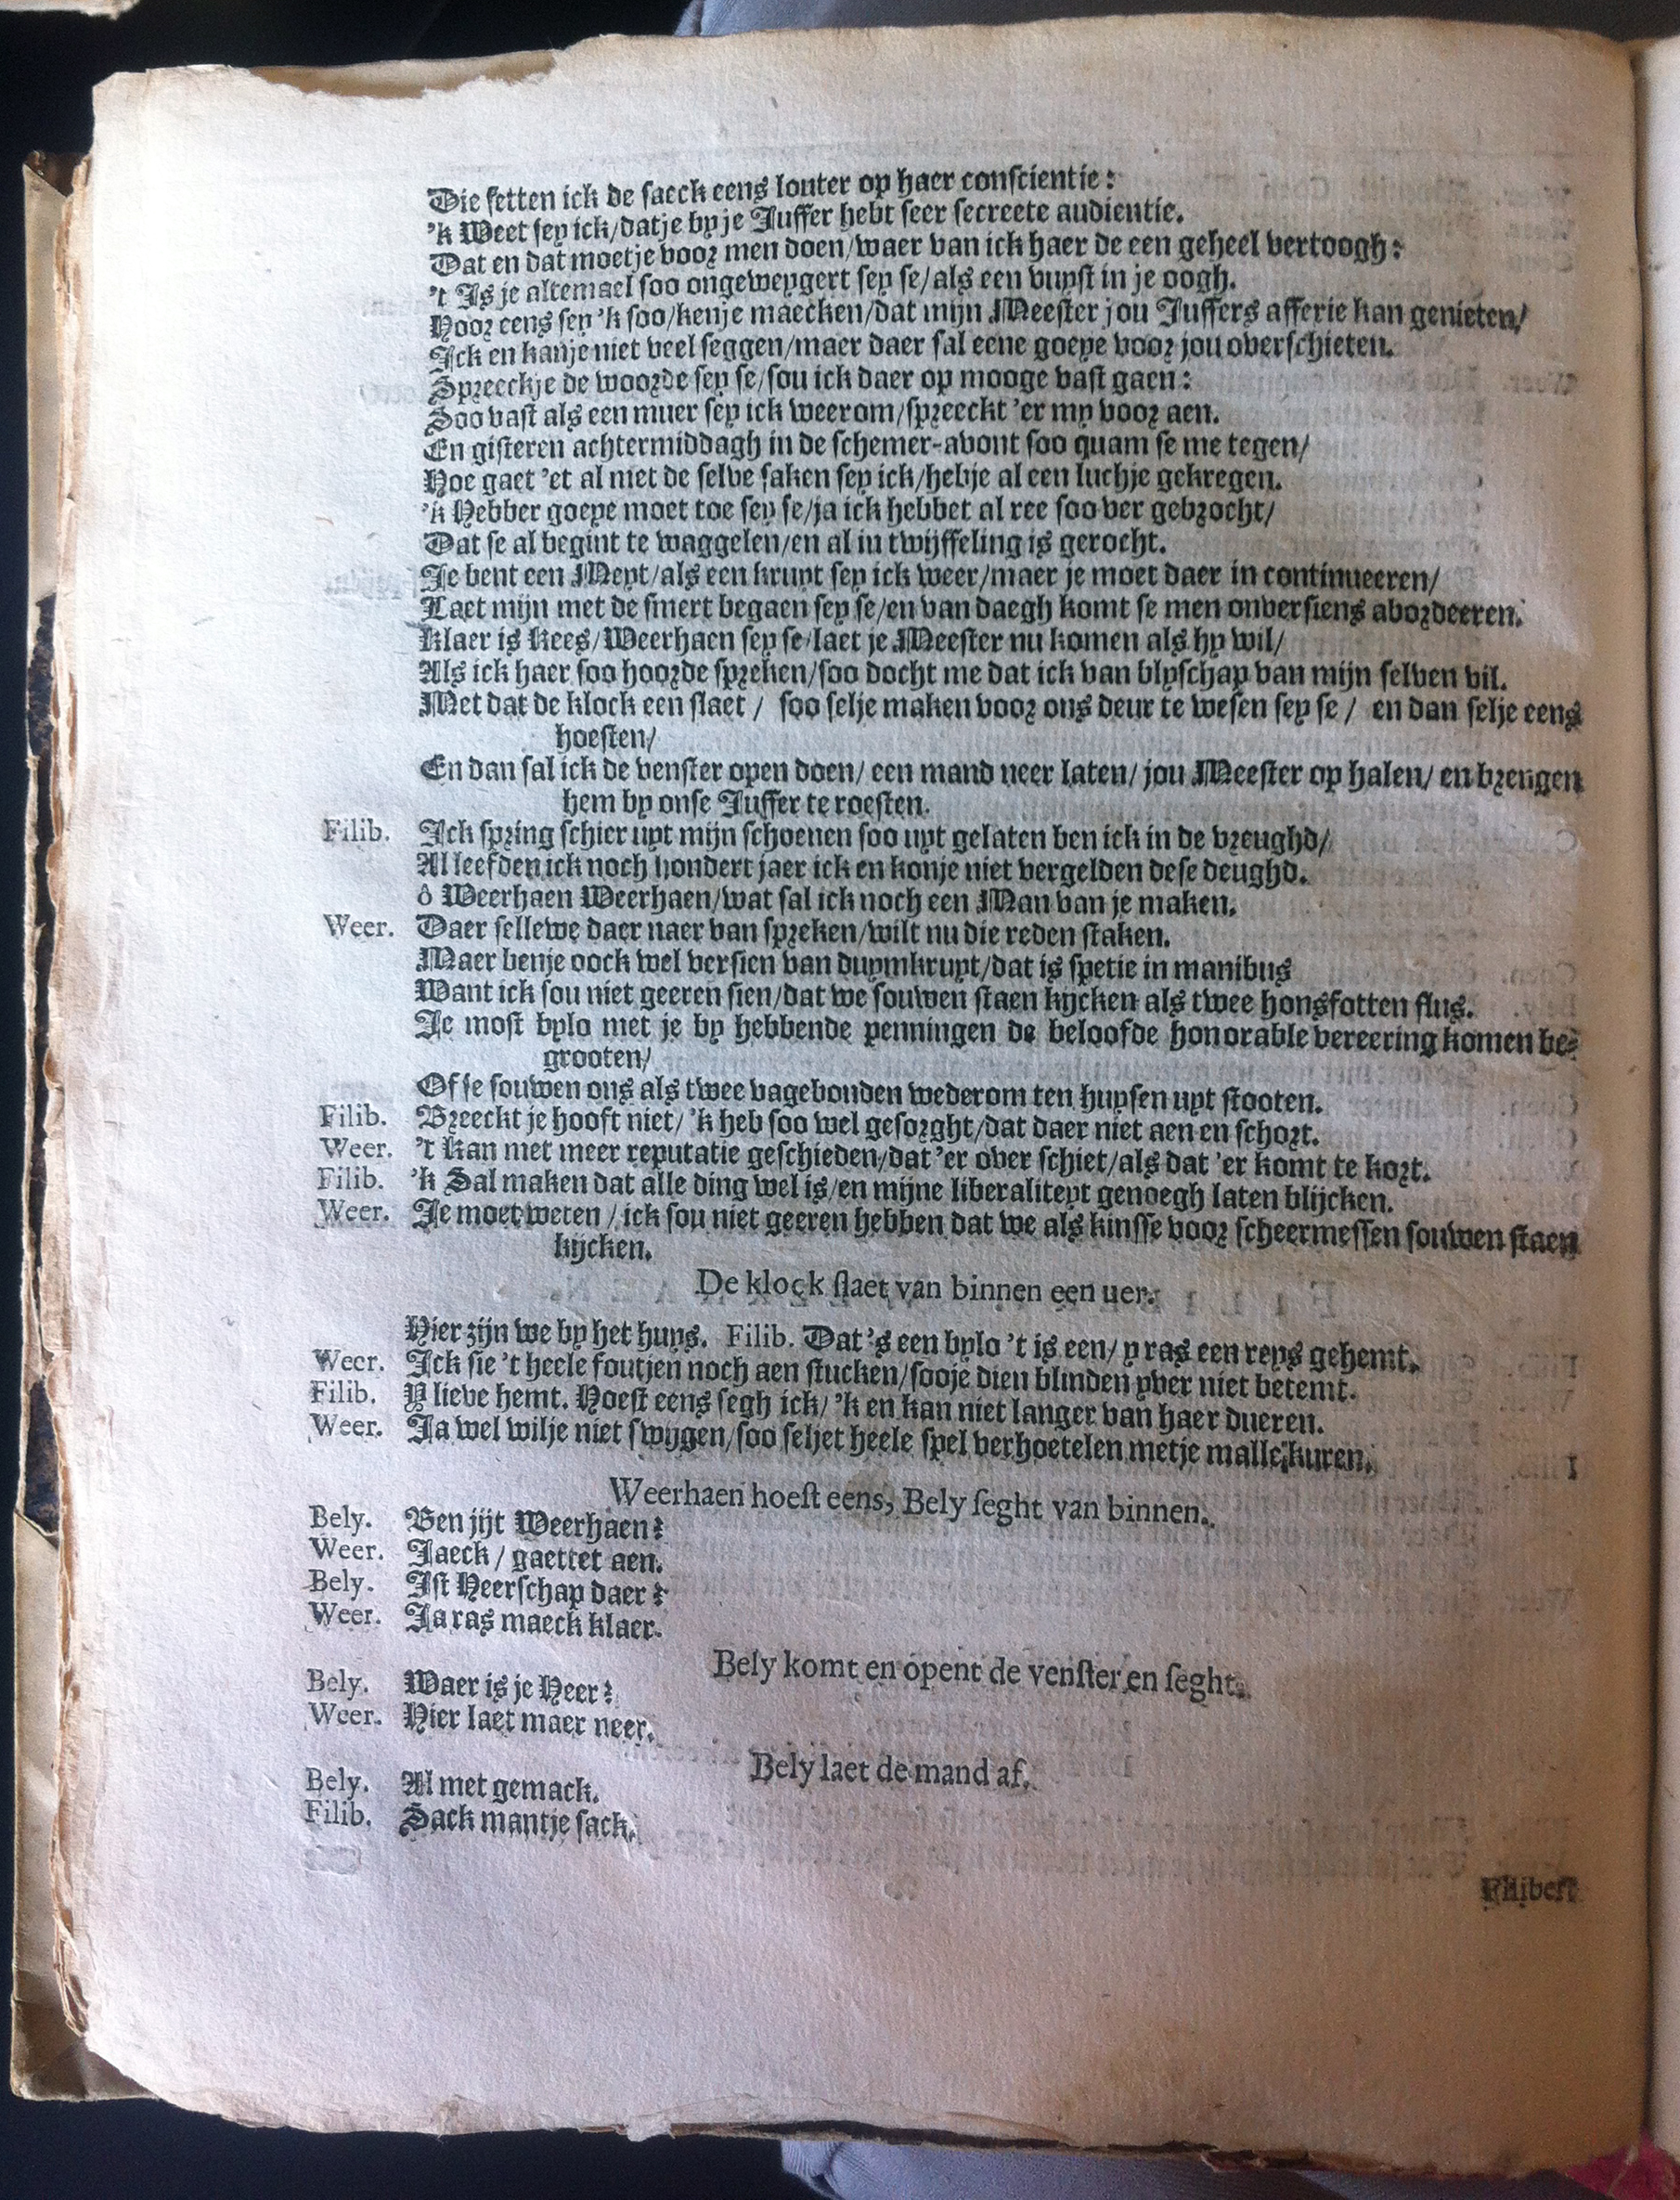 Die setten ick de saeck eens louter op haer conscientie:
'k Weet sey ick/datje by je Juffer hebt seer secreete audientie.
Dat en dat moetje voor men doen/waer van ick haer de een geheel vertoogh:
't Is je altemael soo ongeweygert sey se/als een vuyst in je oogh.
Hoor eens sey 'k soo/kenje maecken/dat mijn Meester jou Juffers afferie kan genieten/
Ick en kanje niet veel seggen/maer daer sal eene goeye voor jou overschieten.
Spreeckje de woorde sey se/sou ick daer op mooge vast gaen:
Soo vast als een muer sey ick weerom/spreeckt 'er my voor aen.
En gisteren achtermiddagh in de schemer-avont soo quam se me tegen/
Hoe gaet 'et al met de selve saken sey ick/hebje al een luchje gekregen.
'k Hebber goeye moet toe sey se/ja ick hebbet al ree soo ver gebrocht/
Dat se al begint te waggelen/en al in twijffeling is gerocht.
Je bent een Meyt/als een kruyt sey ick weer/maer je moet daer in continueeren/
Laet mijn met de smert begaen sey se/en van daegh komt se men onversiens abordeeren.
Klaer is Kees/Weerhaen sey se/laet je Meester nu komen als hy wil/
Als ick haer soo hoorde spreken/soo docht me dat ick van blyschap van mijn selven vil.
Met dat de klock een slaet / soo selje maken voor ons deur te wesen sey se / en dan selje eens
hoesten/
En dan sal ick de venster open doen/ een mand neer laten/ jou Meester op halen/ en brengen
hem by onse Juffer te roesten.
Filib. Ick spring schier uyt mijn schoenen soo uyt gelaten ben ick in de vreughd/
Al leefden ick noch hondert jaer ick en konje niet vergelden dese deughd.
ô Weerhaen Weerhaen/wat sal ick noch een Man van je maken.
Weer. Daer sellewe daer naer van spreken/wilt nu die reden staken.
Maer benje oock wel versien van duymkruyt/dat is spetie in manibus
Want ick sou niet geeren sien/dat we souwen staen kijcken als twee honsfotten flus.
Je most bylo met je by hebbende penningen de beloofde honorable vereering komen be-
grooten/
Of se souwen ons als twee vagebonden wederom ten huysen uyt stooten.
Filib. Breeckt je hooft niet/ 'k heb soo wel gesorght/dat daer niet aen en schort.
Weer. 't Kan met meer reputatie geschieden/dat 'er over schiet/als dat 'er komt te kort.
Filib. 'k Sal maken dat alle ding wel is/en mijne liberaliteyt genoegh laten blijcken.
Weer. Je moet weten / ick sou niet geeren hebben dat we als kinsse voor scheermessen souwen staen
kijcken.
De klock slaet van binnen een uer.
Hier zijn we by het huys. Filib. Dat 's een bylo 't is een/ y ras een reys gehemt.
Weer. Ick sie 't heele foutjen noch aen stucken/sooje dien blinden yver niet betemt.
Filib. Y lieve hemt. Hoest eens segh ick/ 'k en kan niet langer van haer dueren.
Weer. Ja wel wilje niet swygen/soo seljet heele spel verhoetelen metje malle kuren.
Weerhaen hoest eens, Bely seght van binnen.
Bely. Ben jijt Weerhaen?
Weer. Jaeck / gaettet aen.
Bely. Ist Heerschap daer?
Weer. Ja ras maeck klaer.
Bely komt en opent de venster en seght.
Bely. Waer is je Heer?
Weer. Hier laet maer neer.
Bely laet de mand af.
Bely. Al met gemack.
Filib. Sack mantje sack.
Filibert